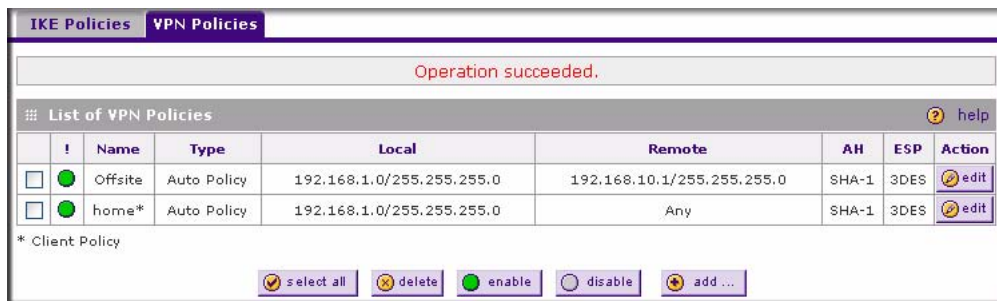 IKE Policies VPN Policies
Operation succeeded.
List of VPN Policies help
! Name Type Local Remote AH ESP Action
Offsite Auto Policy 192.168.1.0/255.255.255.0 192.168.10.1/255.255.255.0 SHA-1 3DES edit
home* Auto Policy 192.168.1.0/255.255.255.0 Any SHA-1 3DES edit
* Client Policy
select all delete enable disable add ...